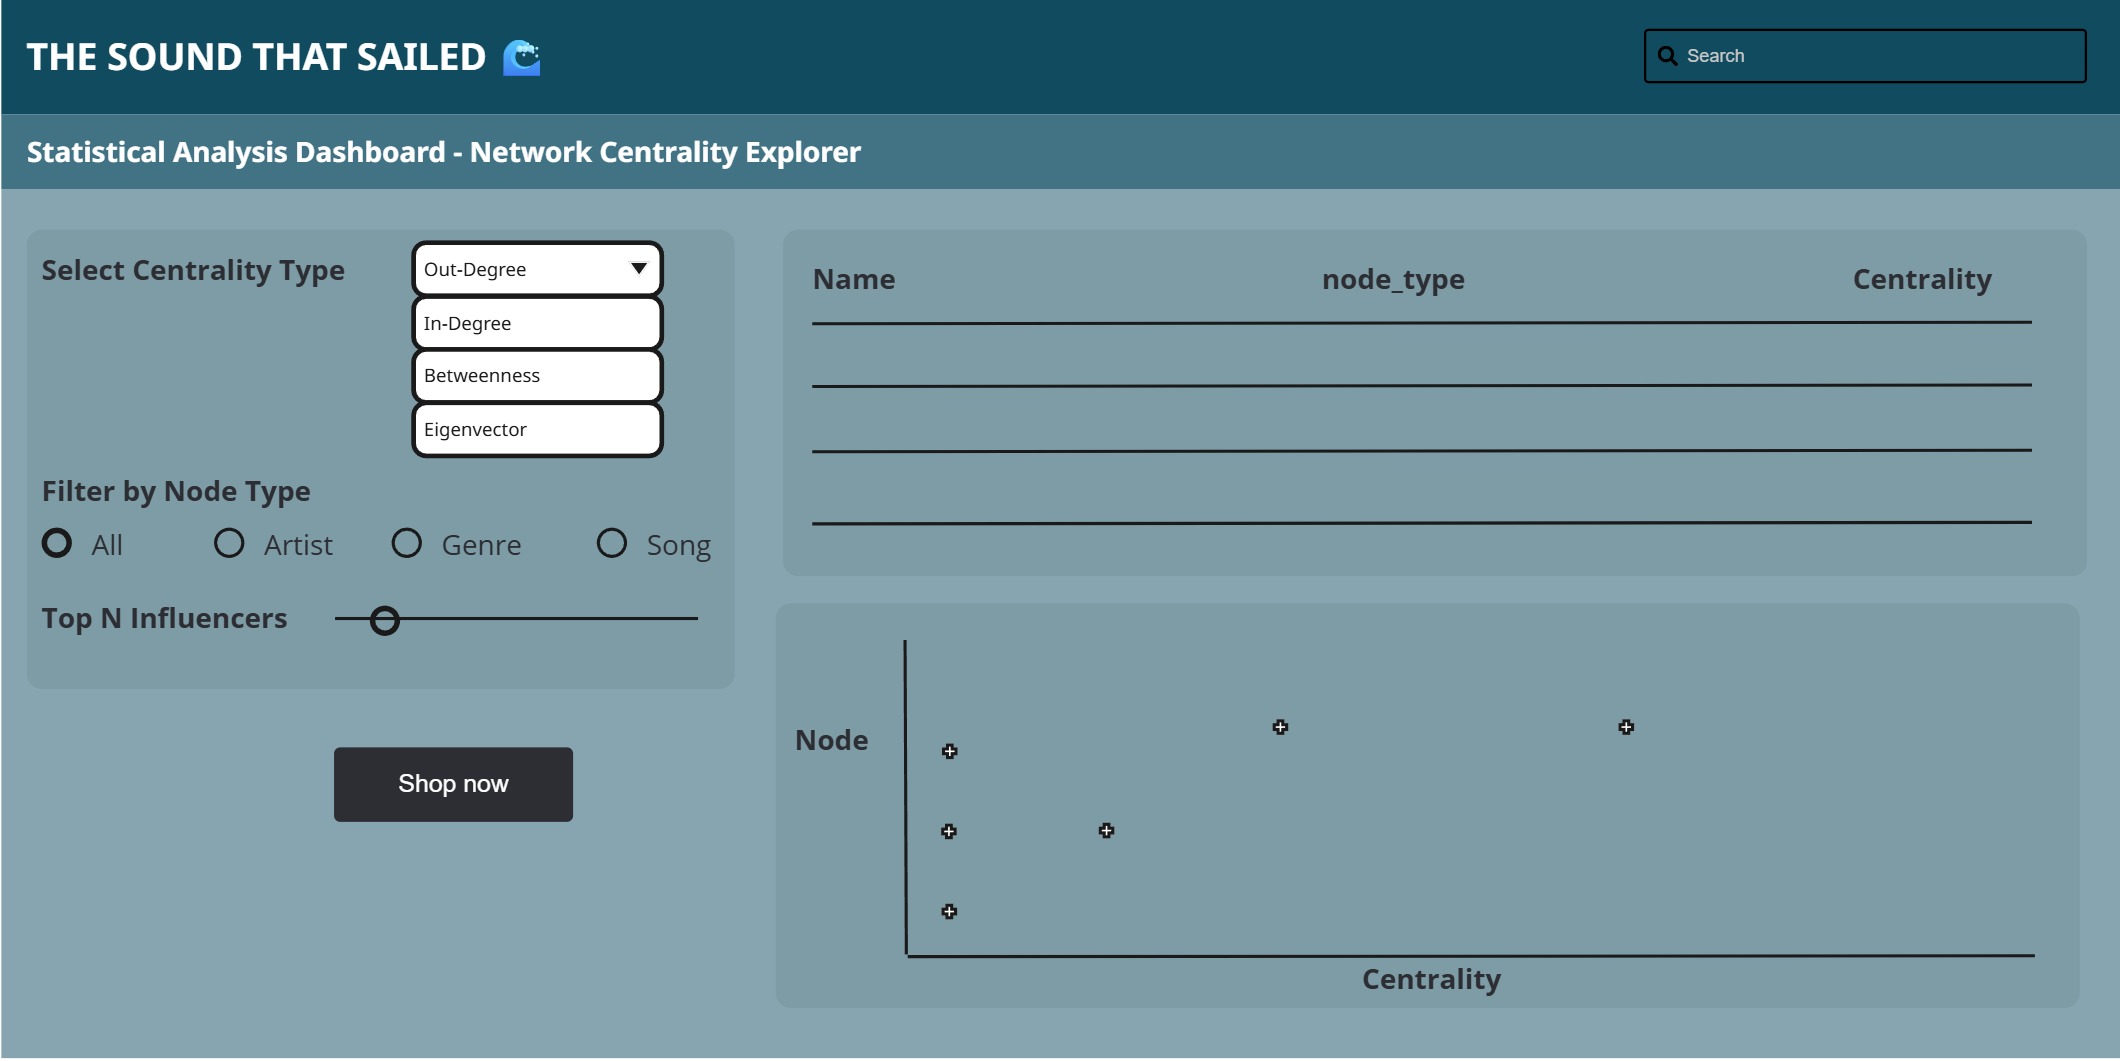 THE SOUND THAT SAILED
Search
Statistical Analysis Dashboard - Network Centrality Explorer
Select Centrality Type
Out-Degree
In-Degree
Betweenness
Eigenvector
Filter by Node Type
All Artist Genre Song
Top N Influencers
Shop now
Name node_type Centrality
Node
Centrality